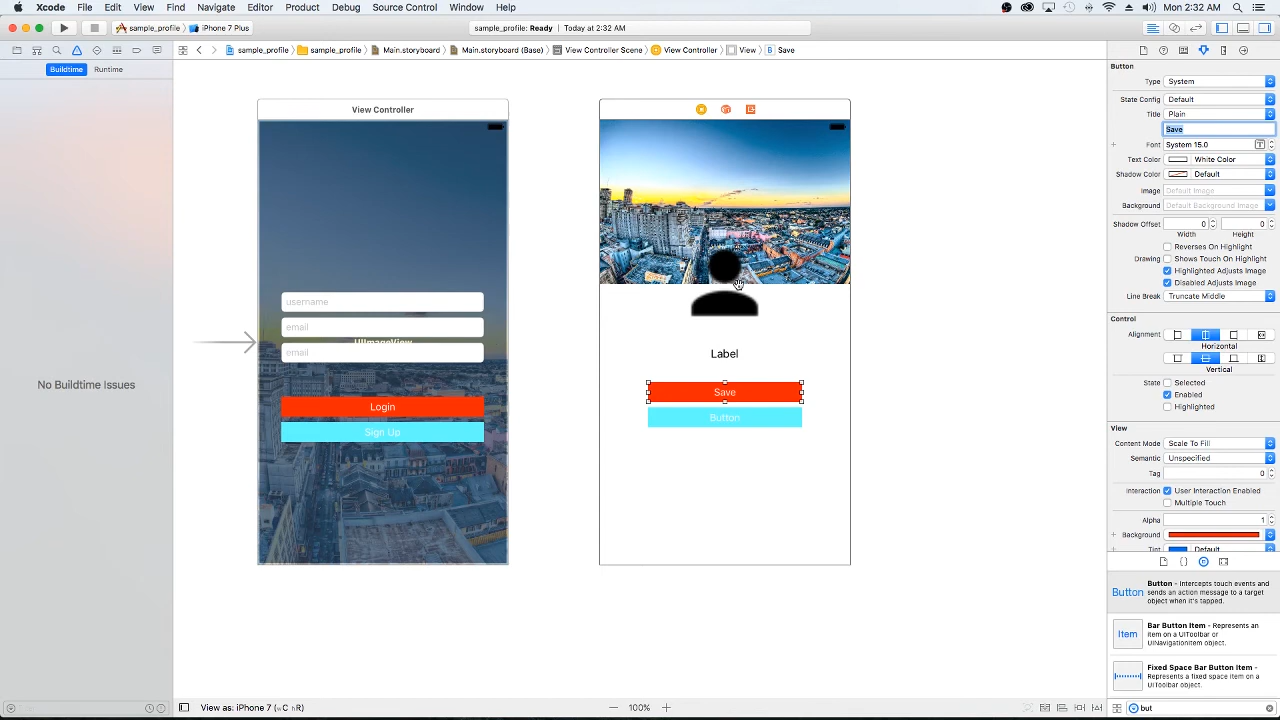 Xcode File Edit View Find Navigate Editor Product Debug Source Control Window Help Mon 2:32 AM
sample_profile iPhone 7 Plus sample_profile: Ready Today at 2:32 AM
sample_profile sample_profile Main.storyboard Main.storyboard (Base) View Controller Scene View Controller View B Save
Buildtime Runtime
No Buildtime Issues
View Controller
username
email
UIImageView
email
Login
Sign Up
Label
Save
Button
View as: iPhone 7 (wC hR)
100%
Button
Type System
State Config Default
Title Plain
Save
Font System 15.0
Text Color White Color
Shadow Color Default
Image Default Image
Background Default Background Image
Shadow Offset 0 0
Width Height
Reverses On Highlight
Drawing Shows Touch On Highlight
Highlighted Adjusts Image
Disabled Adjusts Image
Line Break Truncate Middle
Control
Alignment
Horizontal
Vertical
State Selected
Enabled
Highlighted
View
Content Mode Scale To Fill
Semantic Unspecified
Tag 0
Interaction User Interaction Enabled
Multiple Touch
Alpha 1
Background
Tint Default
Button
Button - Intercepts touch events and
sends an action message to a target
object when it's tapped.
Item
Bar Button Item - Represents an
item on a UIToolbar or
UINavigationItem object.
Fixed Space Bar Button Item -
Represents a fixed space item on a
UIToolbar object.
but